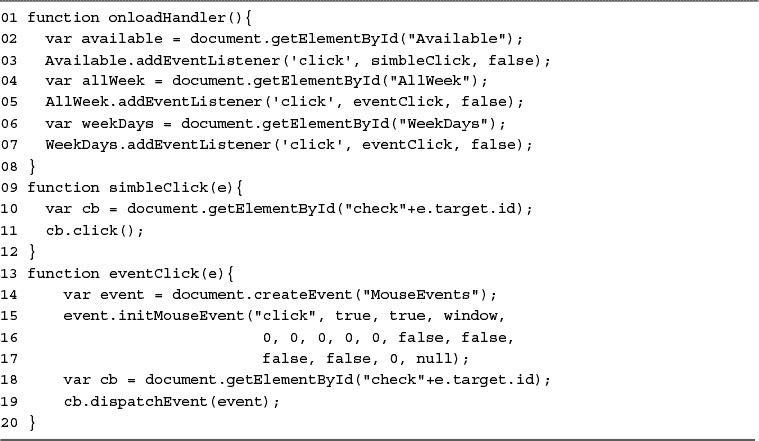 01 function onloadHandler(){
02   var available = document.getElementById("Available");
03   Available.addEventListener('click', simbleClick, false);
04   var allWeek = document.getElementById("AllWeek");
05   AllWeek.addEventListener('click', eventClick, false);
06   var weekDays = document.getElementById("WeekDays");
07   WeekDays.addEventListener('click', eventClick, false);
08 }
09 function simbleClick(e){
10   var cb = document.getElementById("check"+e.target.id);
11   cb.click();
12 }
13 function eventClick(e){
14     var event = document.createEvent("MouseEvents");
15     event.initMouseEvent("click", true, true, window,
16                           0, 0, 0, 0, 0, false, false,
17                           false, false, 0, null);
18     var cb = document.getElementById("check"+e.target.id);
19     cb.dispatchEvent(event);
20 }